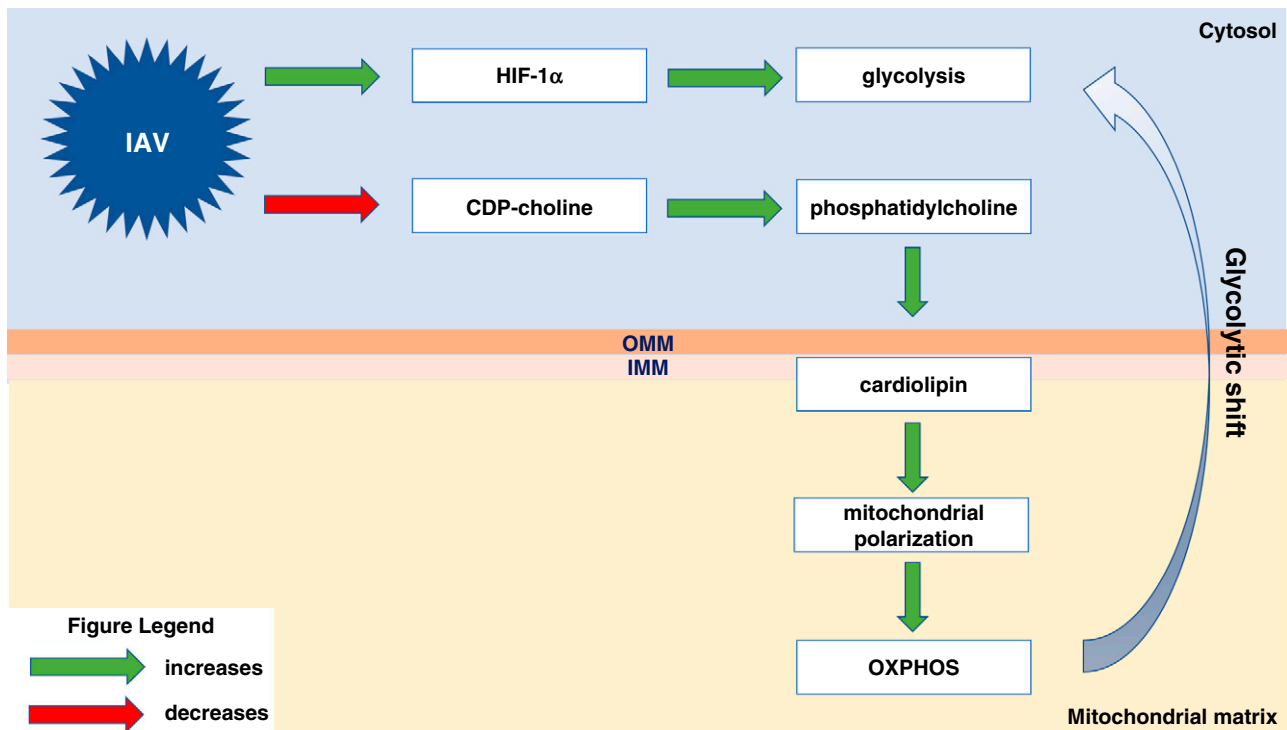 Cytosol
IAV
HIF-1α
glycolysis
CDP-choline
phosphatidylcholine
Glycolytic shift
OMM
IMM
cardiolipin
mitochondrial
polarization
OXPHOS
Figure Legend
increases
decreases
Mitochondrial matrix